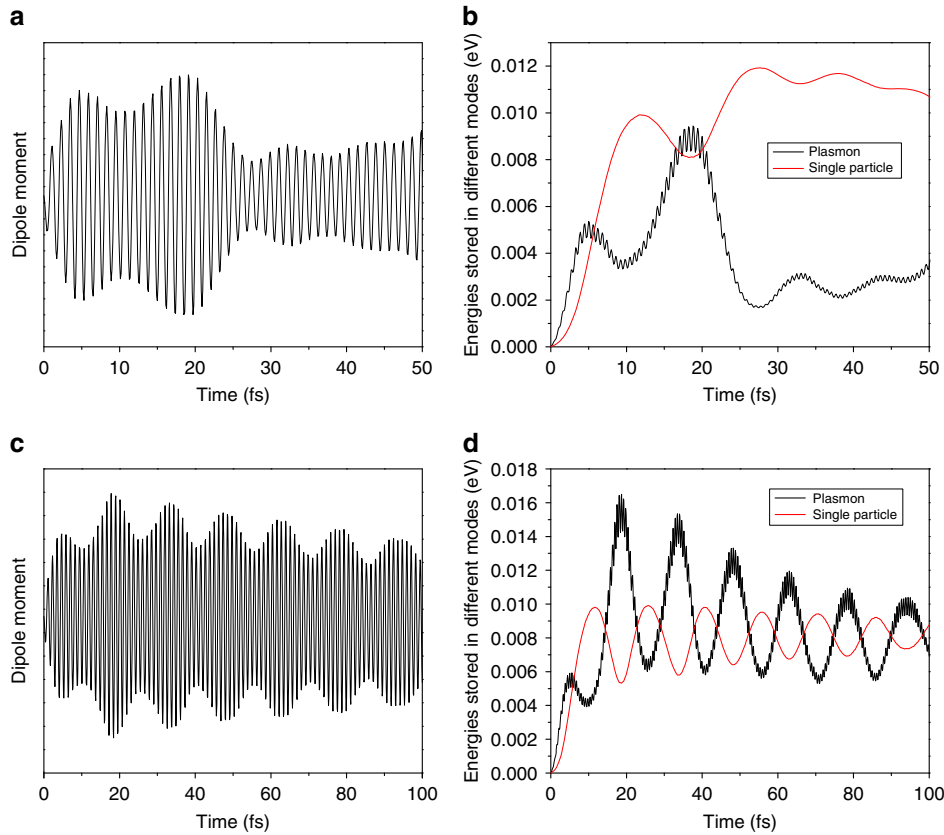 a
Dipole moment
0 10 20 30 40 50
Time (fs)
b
Energies stored in different modes (eV)
0.012
0.010
0.008
0.006
0.004
0.002
0.000
Plasmon
Single particle
0 10 20 30 40 50
Time (fs)
c
Dipole moment
0 20 40 60 80 100
Time (fs)
d
Energies stored in different modes (eV)
0.018
0.016
0.014
0.012
0.010
0.008
0.006
0.004
0.002
0.000
Plasmon
Single particle
0 20 40 60 80 100
Time (fs)